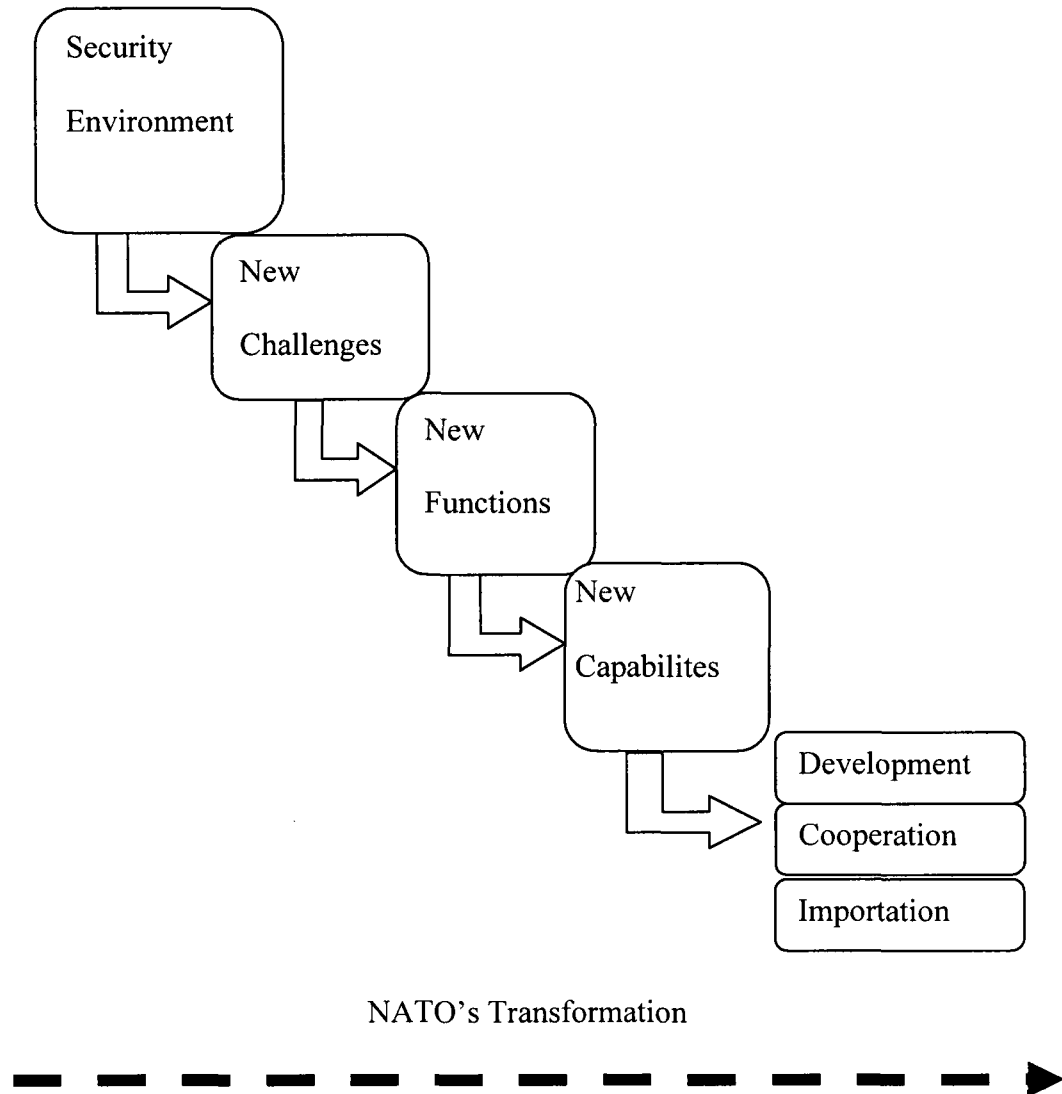 Security
Environment
New
Challenges
New
Functions
New
Capabilites
Development
Cooperation
Importation
NATO’s Transformation